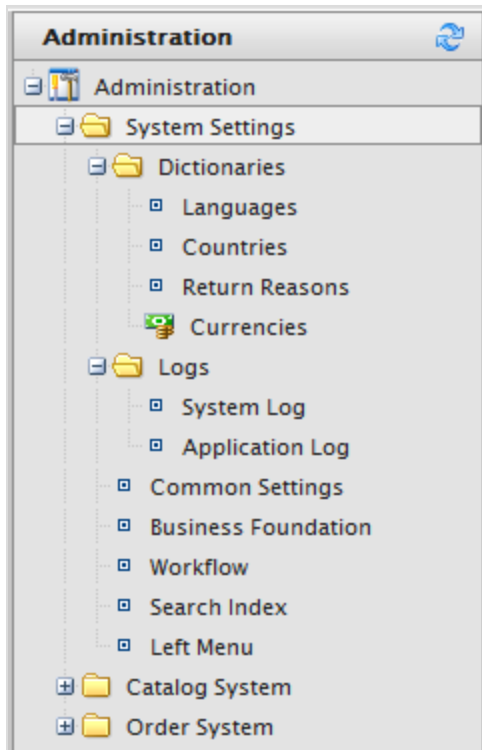 Administration
Administration
System Settings
Dictionaries
Languages
Countries
Return Reasons
Currencies
Logs
System Log
Application Log
Common Settings
Business Foundation
Workflow
Search Index
Left Menu
Catalog System
Order System